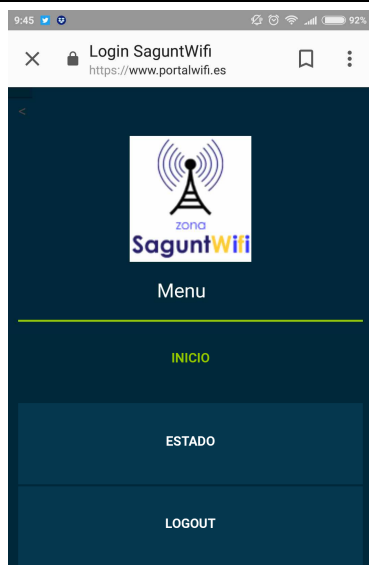 9:45
92%
Login SaguntWifi
https://www.portalwifi.es
<
zona
SaguntWifi
Menu
INICIO
ESTADO
LOGOUT